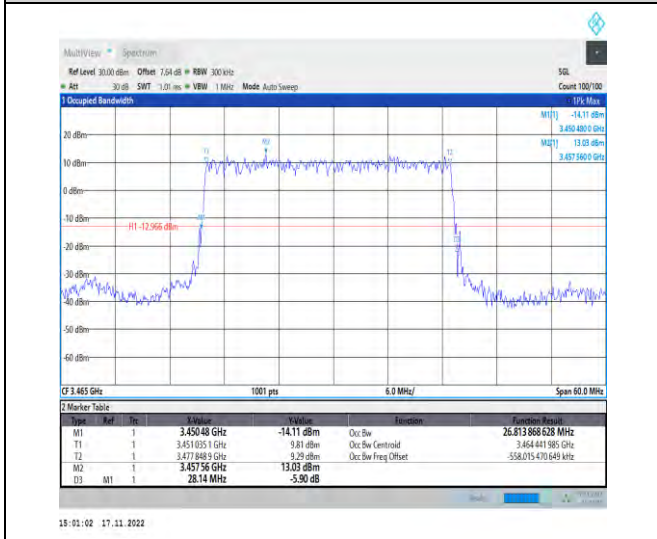 MultiView Spectrum
Ref Level 30.00 dBm Offset 7.64 dB RBW 300 kHz SGL
Att 30 dB SWT 1.01 ms VBW 1 MHz Mode Auto Sweep Count 100/100
1 Occupied Bandwidth 1Pk Max
M1[1] -14.11 dBm
3.450 480 0 GHz
20 dBm
M2[1] 13.03 dBm
3.457 560 0 GHz
M2
T1
T2
10 dBm
0 dBm
-10 dBm
H1 -12.966 dBm
-20 dBm
-30 dBm
-40 dBm
-50 dBm
-60 dBm
CF 3.465 GHz 1001 pts 6.0 MHz/ Span 60.0 MHz
2 Marker Table
Type Ref Trc X-Value Y-Value Function Function Result
M1 1 3.450 48 GHz -14.11 dBm Occ Bw 26.813 868 628 MHz
T1 1 3.451 035 1 GHz 9.81 dBm Occ Bw Centroid 3.464 441 985 GHz
T2 1 3.477 848 9 GHz 9.29 dBm Occ Bw Freq Offset -558.015 470 649 kHz
M2 1 3.457 56 GHz 13.03 dBm
D3 M1 1 28.14 MHz -5.90 dB
15:01:02 17.11.2022